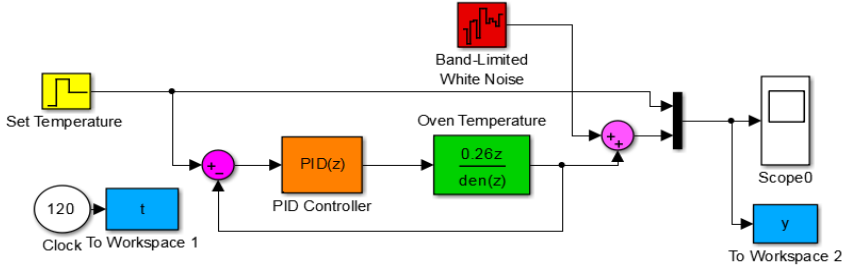 Band-Limited
White Noise
Set Temperature
Oven Temperature
+
+
+
−
PID(z)
0.26z
den(z)
PID Controller
Scope0
120
t
Clock
To Workspace 1
y
To Workspace 2